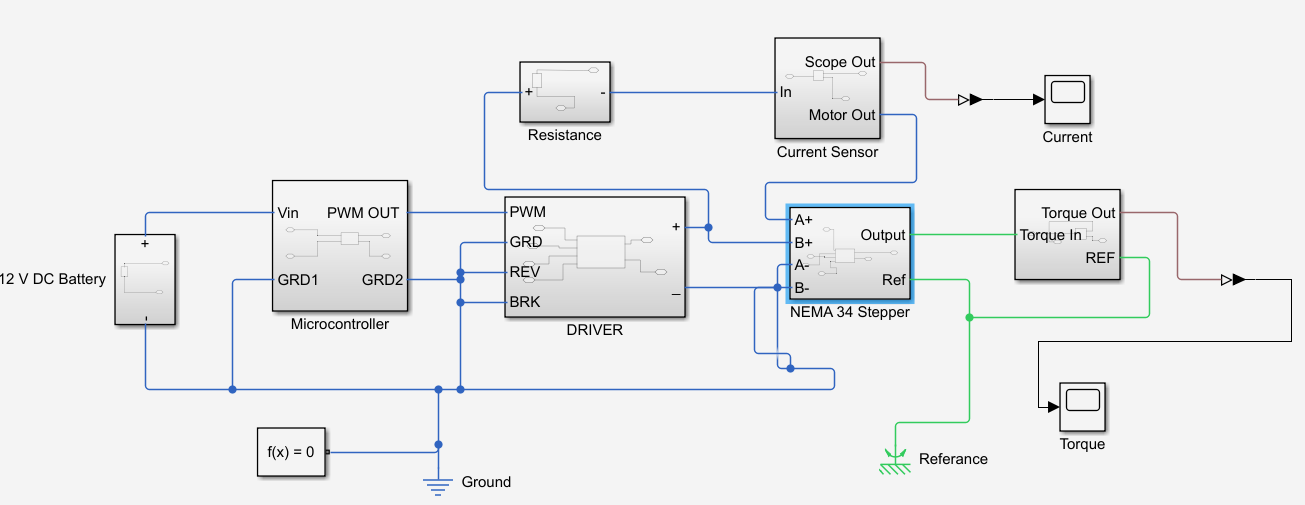 Scope Out
+
-
In
Motor Out
Resistance
Current Sensor
Current
Vin
PWM OUT
PWM
A+
Torque Out
+
+
GRD
B+
Output
Torque In
12 V DC Battery
GRD1
GRD2
REV
A-
Ref
REF
-
BRK
_
B-
Microcontroller
DRIVER
NEMA 34 Stepper
f(x) = 0
Torque
Ground
Referance